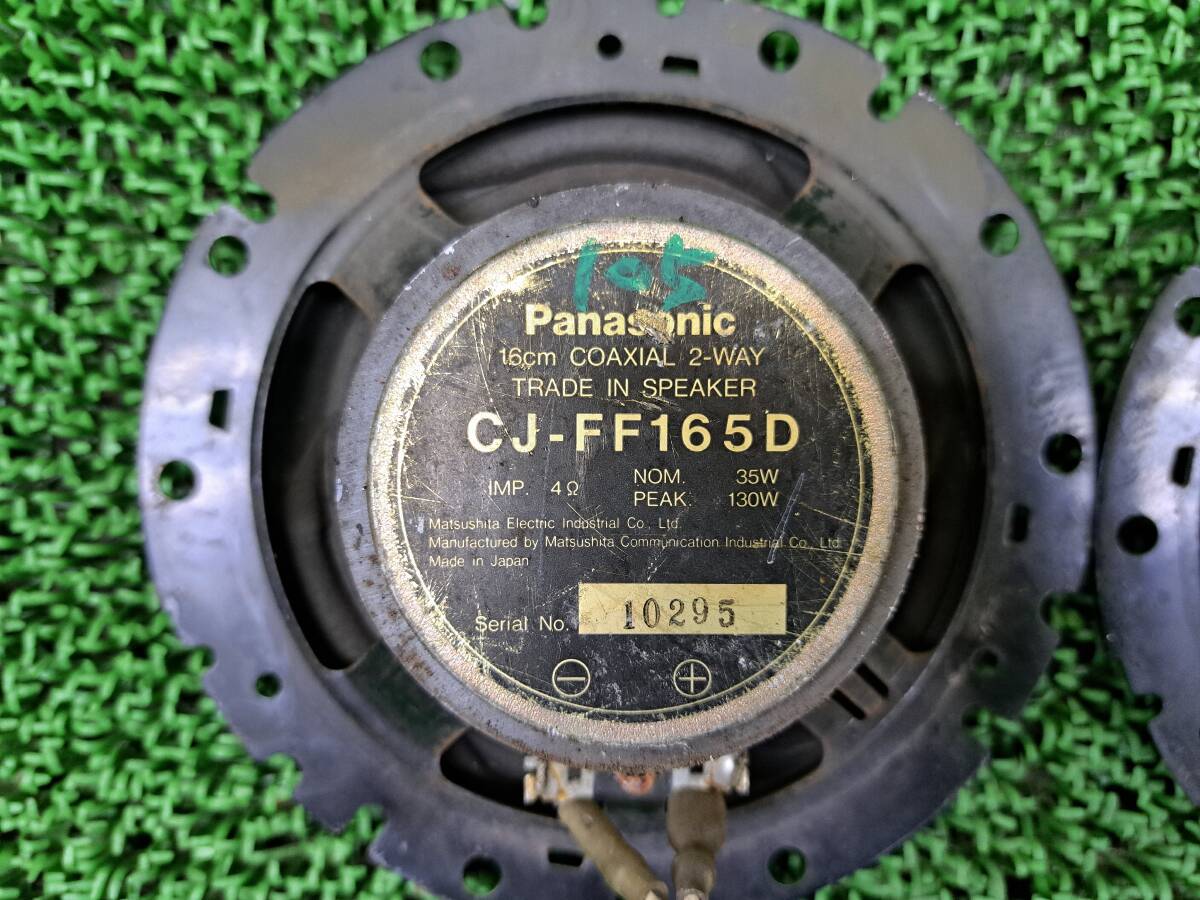 105
Panasonic
16cm COAXIAL 2-WAY
TRADE IN SPEAKER
CJ-FF165D
IMP. 4Ω NOM. 35W
PEAK. 130W
Matsushita Electric Industrial Co., Ltd.
Manufactured by Matsushita Communication Industrial Co., Ltd.
Made in Japan
Serial No. 10295
- +